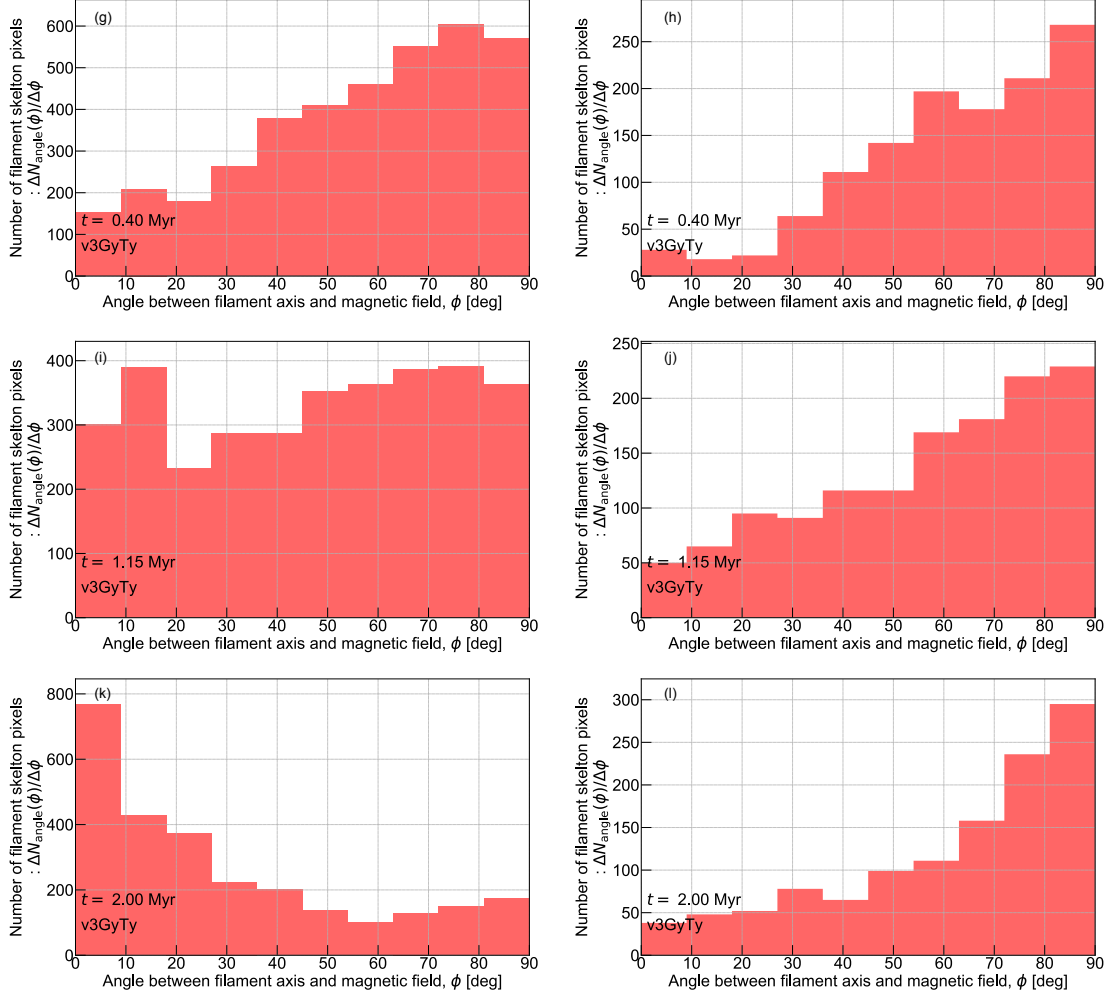 Number of filament skelton pixels
: ΔN_angle(ϕ)/Δϕ
600
500
400
300
200
100
0
(g)
t = 0.40 Myr
v3GyTy
0 10 20 30 40 50 60 70 80 90
Angle between filament axis and magnetic field, ϕ [deg]
Number of filament skelton pixels
: ΔN_angle(ϕ)/Δϕ
250
200
150
100
50
0
(h)
t = 0.40 Myr
v3GyTy
0 10 20 30 40 50 60 70 80 90
Angle between filament axis and magnetic field, ϕ [deg]
Number of filament skelton pixels
: ΔN_angle(ϕ)/Δϕ
400
300
200
100
0
(i)
t = 1.15 Myr
v3GyTy
0 10 20 30 40 50 60 70 80 90
Angle between filament axis and magnetic field, ϕ [deg]
Number of filament skelton pixels
: ΔN_angle(ϕ)/Δϕ
250
200
150
100
50
0
(j)
t = 1.15 Myr
v3GyTy
0 10 20 30 40 50 60 70 80 90
Angle between filament axis and magnetic field, ϕ [deg]
Number of filament skelton pixels
: ΔN_angle(ϕ)/Δϕ
800
600
400
200
0
(k)
t = 2.00 Myr
v3GyTy
0 10 20 30 40 50 60 70 80 90
Angle between filament axis and magnetic field, ϕ [deg]
Number of filament skelton pixels
: ΔN_angle(ϕ)/Δϕ
300
250
200
150
100
50
0
(l)
t = 2.00 Myr
v3GyTy
0 10 20 30 40 50 60 70 80 90
Angle between filament axis and magnetic field, ϕ [deg]